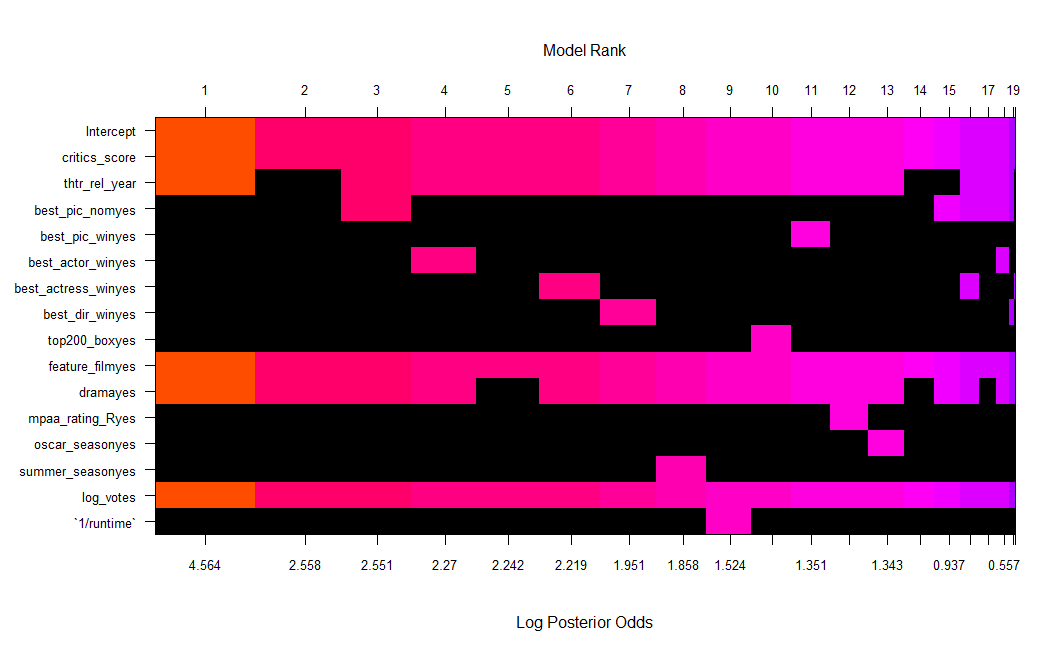 Model Rank
1 2 3 4 5 6 7 8 9 10 11 12 13 14 15 17 19
Intercept
critics_score
thtr_rel_year
best_pic_nomyes
best_pic_winyes
best_actor_winyes
best_actress_winyes
best_dir_winyes
top200_boxyes
feature_filmyes
dramayes
mpaa_rating_Ryes
oscar_seasonyes
summer_seasonyes
log_votes
`1/runtime`
4.564 2.558 2.551 2.27 2.242 2.219 1.951 1.858 1.524 1.351 1.343 0.937 0.557
Log Posterior Odds